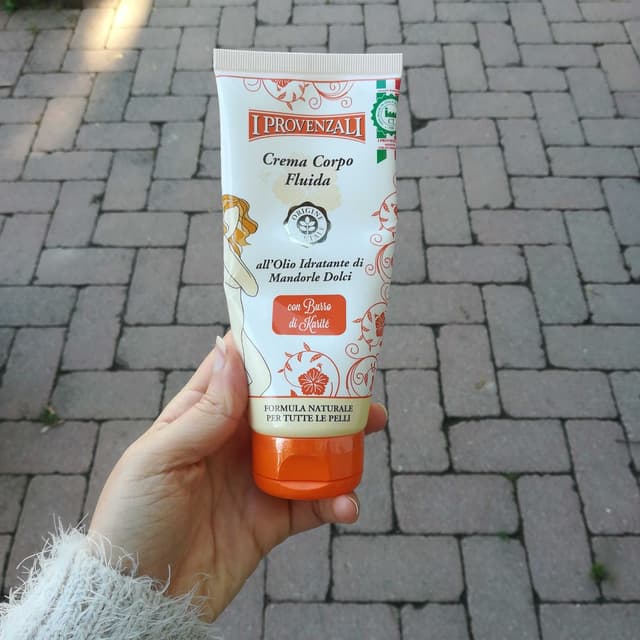 I PROVENZALI
Crema Corpo
Fluida
ORIGINE
all'Olio Idratante di
Mandorle Dolci
con Burro
di Karité
FORMULA NATURALE
PER TUTTE LE PELLI